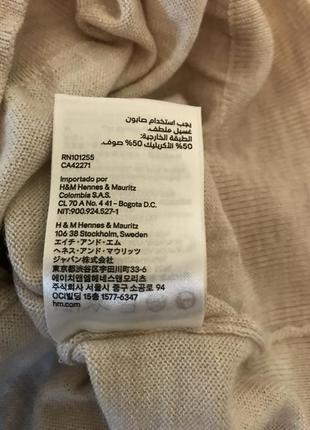 يجب استخدام صابون
غسيل ملطف.
الطبقة الخارجية:
50% الأكريليك 50% صوف.
RN101255
CA42271
Importado por
H&M Hennes & Mauritz
Colombia S.A.S.
CL 70 A No. 4 41 – Bogota D.C.
NIT:900.924.527-1
H & M Hennes & Mauritz
106 38 Stockholm, Sweden
エイチ・アンド・エム
ヘネス・アンド・マウリッツ
ジャパン株式会社
東京都渋谷区宇田川町33-6
에이치앤엠헤네스앤모리츠
주식회사 서울시 중구 소공로 94
OCI빌딩 15층 1577-6347
hm.com